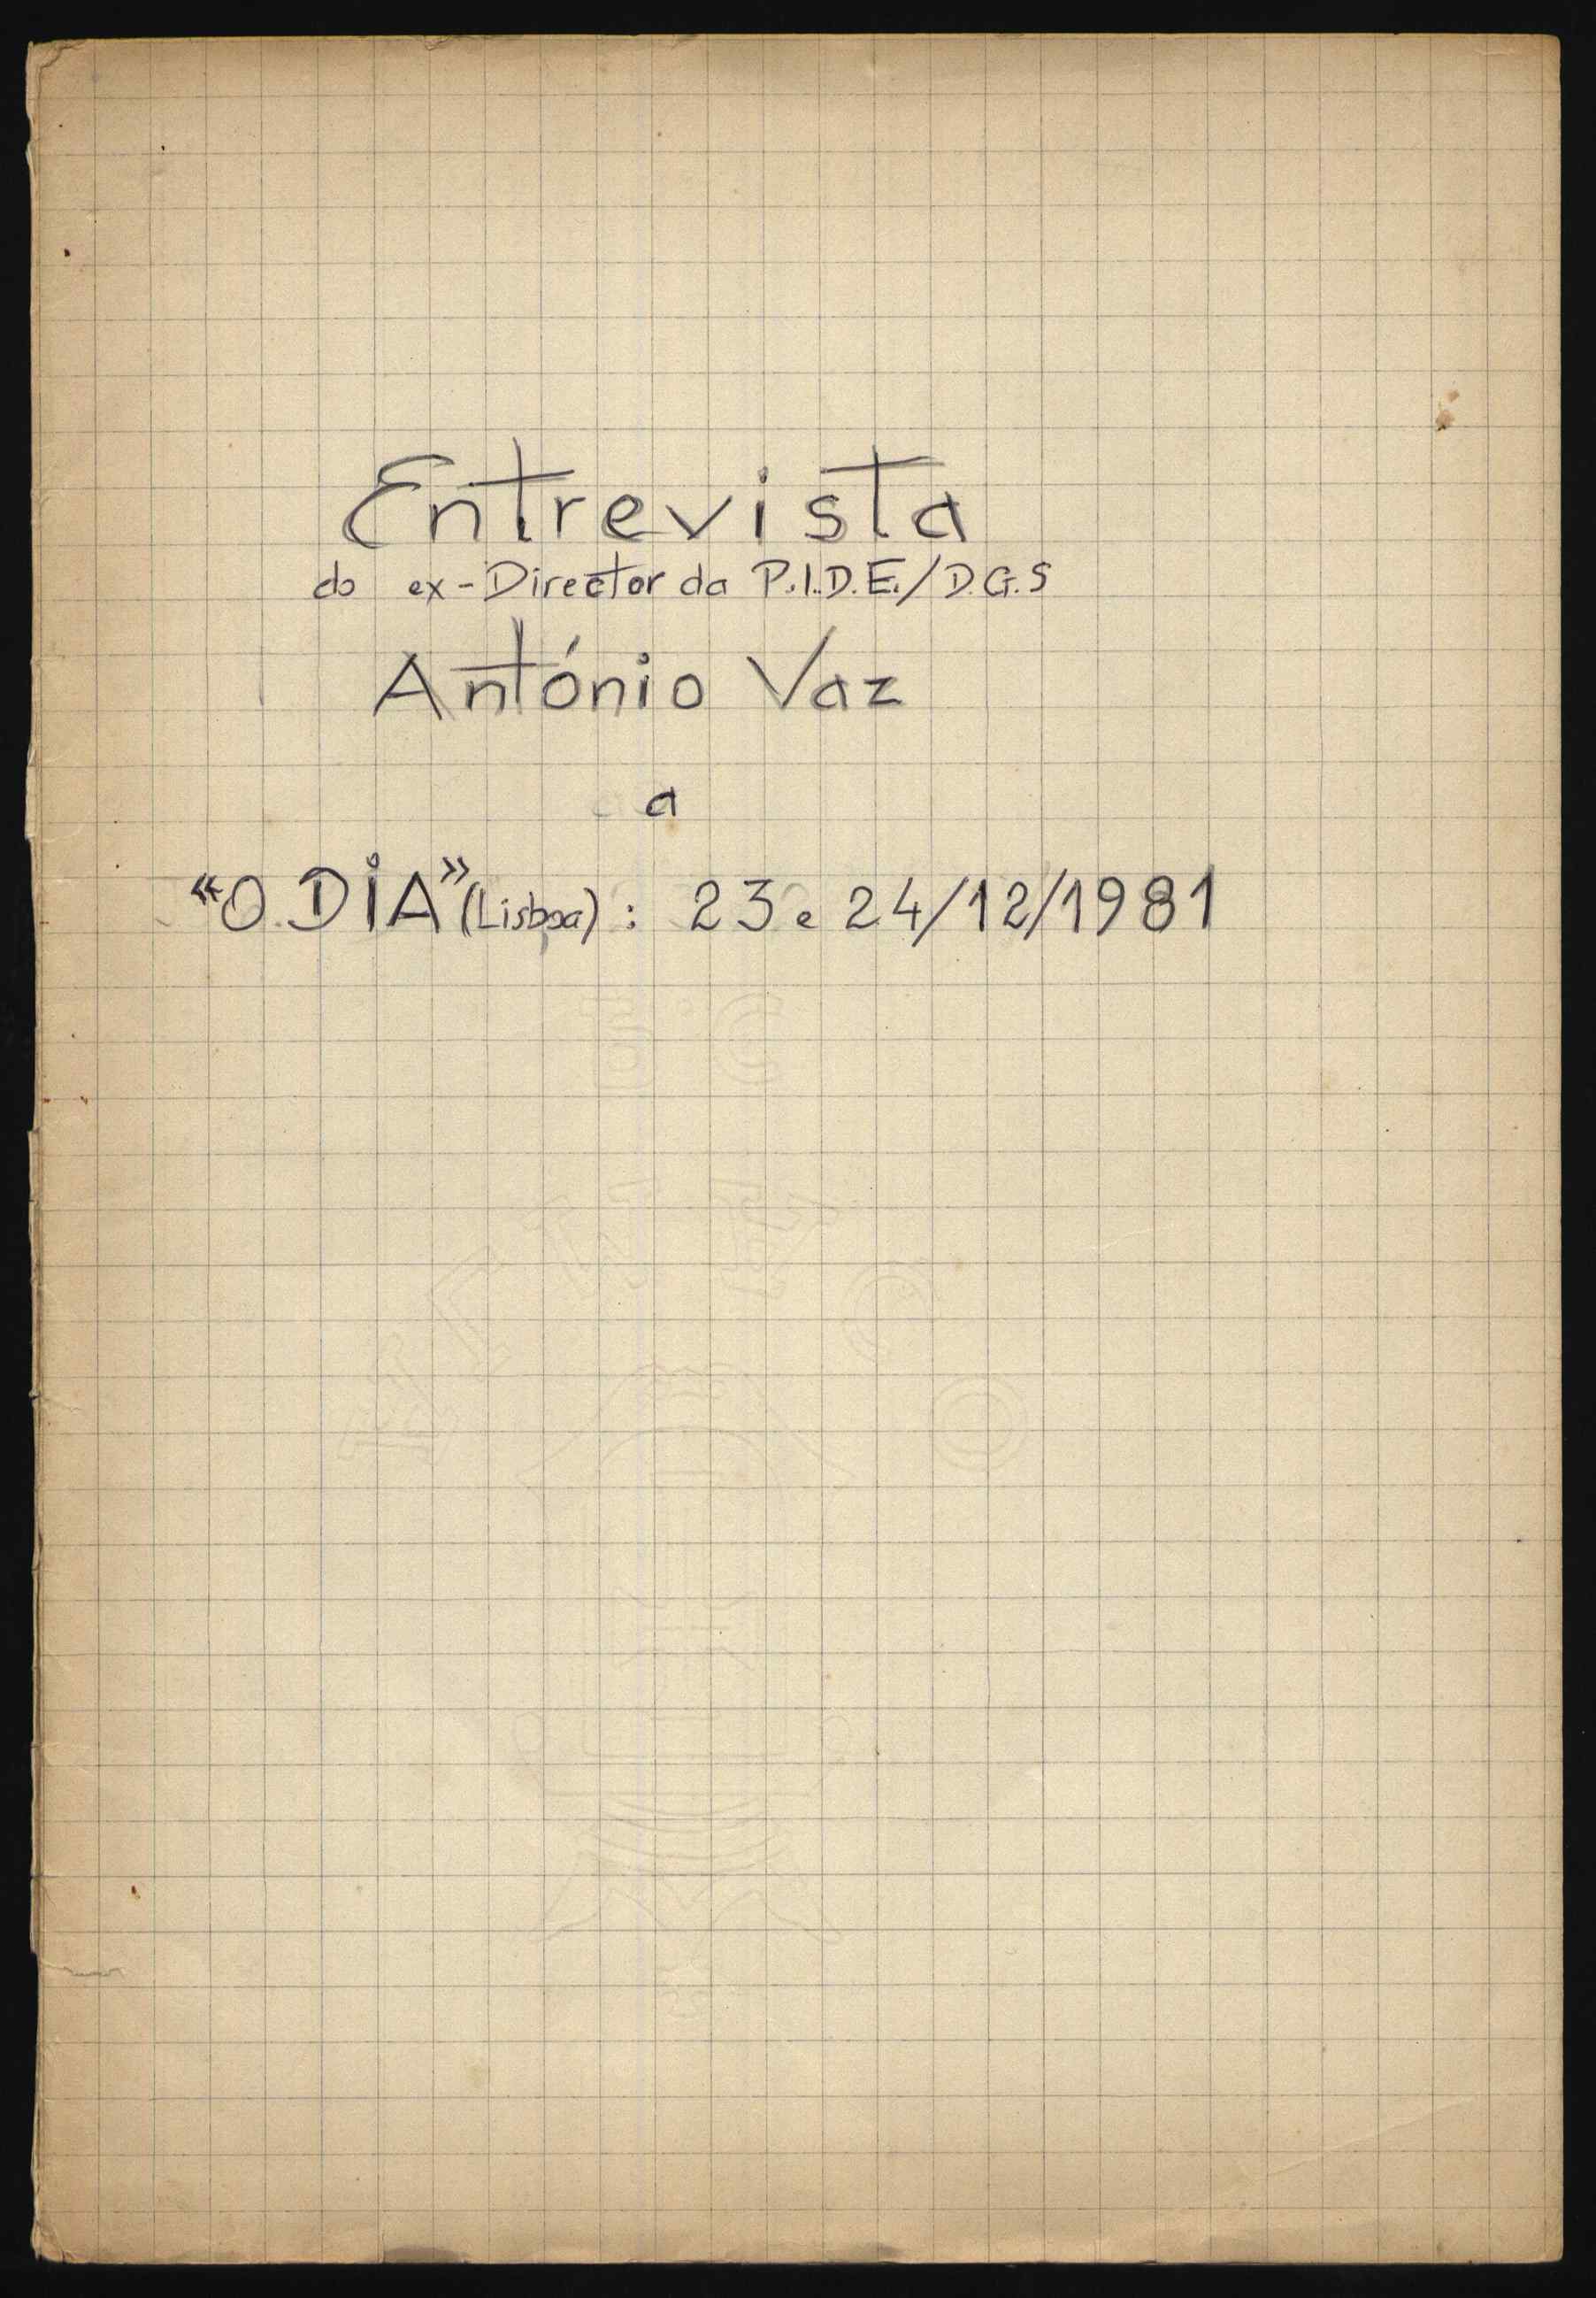 Entrevista
do ex-Director da P.I.D.E./D.G.S
António Vaz
a
“O DIA” (Lisboa): 23 e 24/12/1981